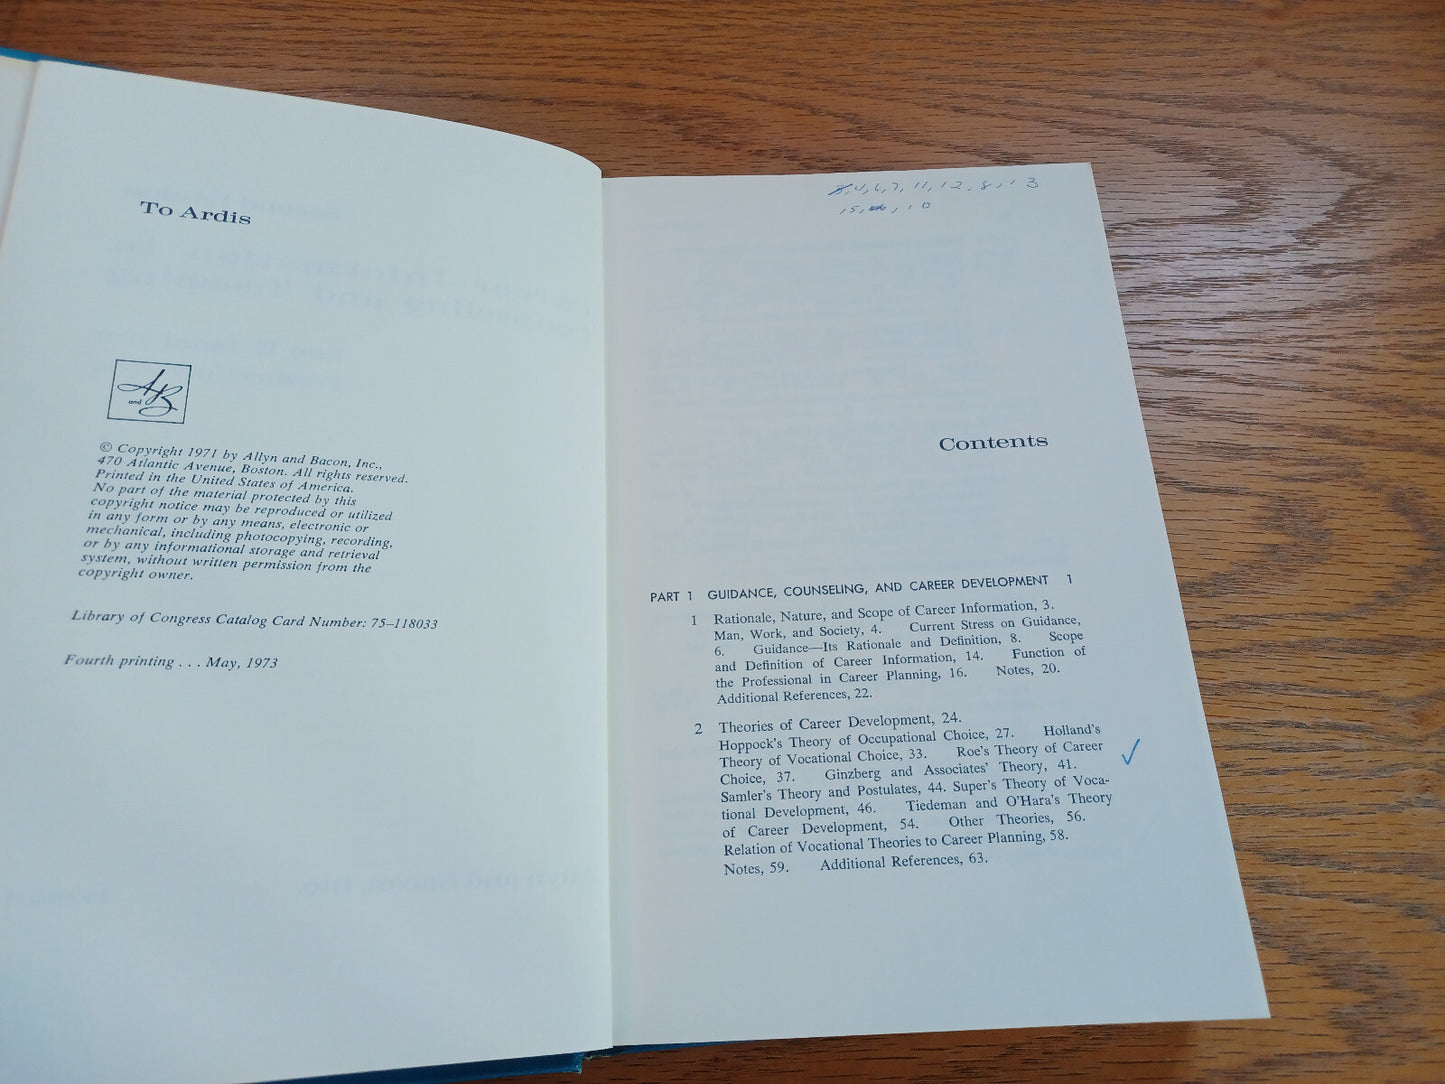 To Ardis
A and B
© Copyright 1971 by Allyn and Bacon, Inc.,
470 Atlantic Avenue, Boston. All rights reserved.
Printed in the United States of America.
No part of the material protected by this
copyright notice may be reproduced or utilized
in any form or by any means, electronic or
mechanical, including photocopying, recording,
or by any informational storage and retrieval
system, without written permission from the
copyright owner.
Library of Congress Catalog Card Number: 75–118033
Fourth printing . . . May, 1973
4, 6, 7, 11, 12, 8, 13
15, 10
Contents
PART 1 GUIDANCE, COUNSELING, AND CAREER DEVELOPMENT 1
1 Rationale, Nature, and Scope of Career Information, 3.
Man, Work, and Society, 4. Current Stress on Guidance,
6. Guidance—Its Rationale and Definition, 8. Scope
and Definition of Career Information, 14. Function of
the Professional in Career Planning, 16. Notes, 20.
Additional References, 22.
2 Theories of Career Development, 24.
Hoppock's Theory of Occupational Choice, 27. Holland's
Theory of Vocational Choice, 33. Roe's Theory of Career
Choice, 37. Ginzberg and Associates' Theory, 41.
Samler's Theory and Postulates, 44. Super's Theory of Voca-
tional Development, 46. Tiedeman and O'Hara's Theory
of Career Development, 54. Other Theories, 56.
Relation of Vocational Theories to Career Planning, 58.
Notes, 59. Additional References, 63.